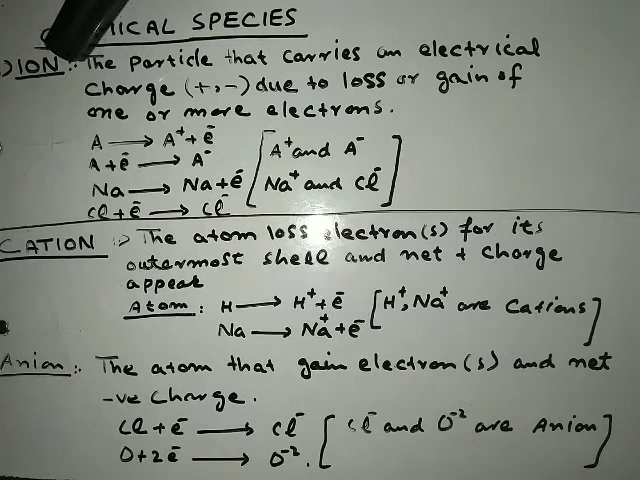 MICAL SPECIES
) ION :- The particle that carries an electrical
charge (+,-) due to loss or gain of
one or more electrons.
A → A⁺ + ē
A + ē → A⁻ [A⁺ and A⁻
Na → Na + ē Na⁺ and Cl⁻]
Cl + ē → Cl⁻
CATION :- The atom loss electron(s) for its
outermost shell and net + charge
appear
Atom : H → H⁺ + ē [H⁺, Na⁺ are Cations]
Na → Na⁺ + ē
Anion :- The atom that gain electron(s) and net
-ve charge.
Cl + ē → Cl⁻ [Cl⁻ and O⁻² are Anion]
O + 2ē → O⁻².